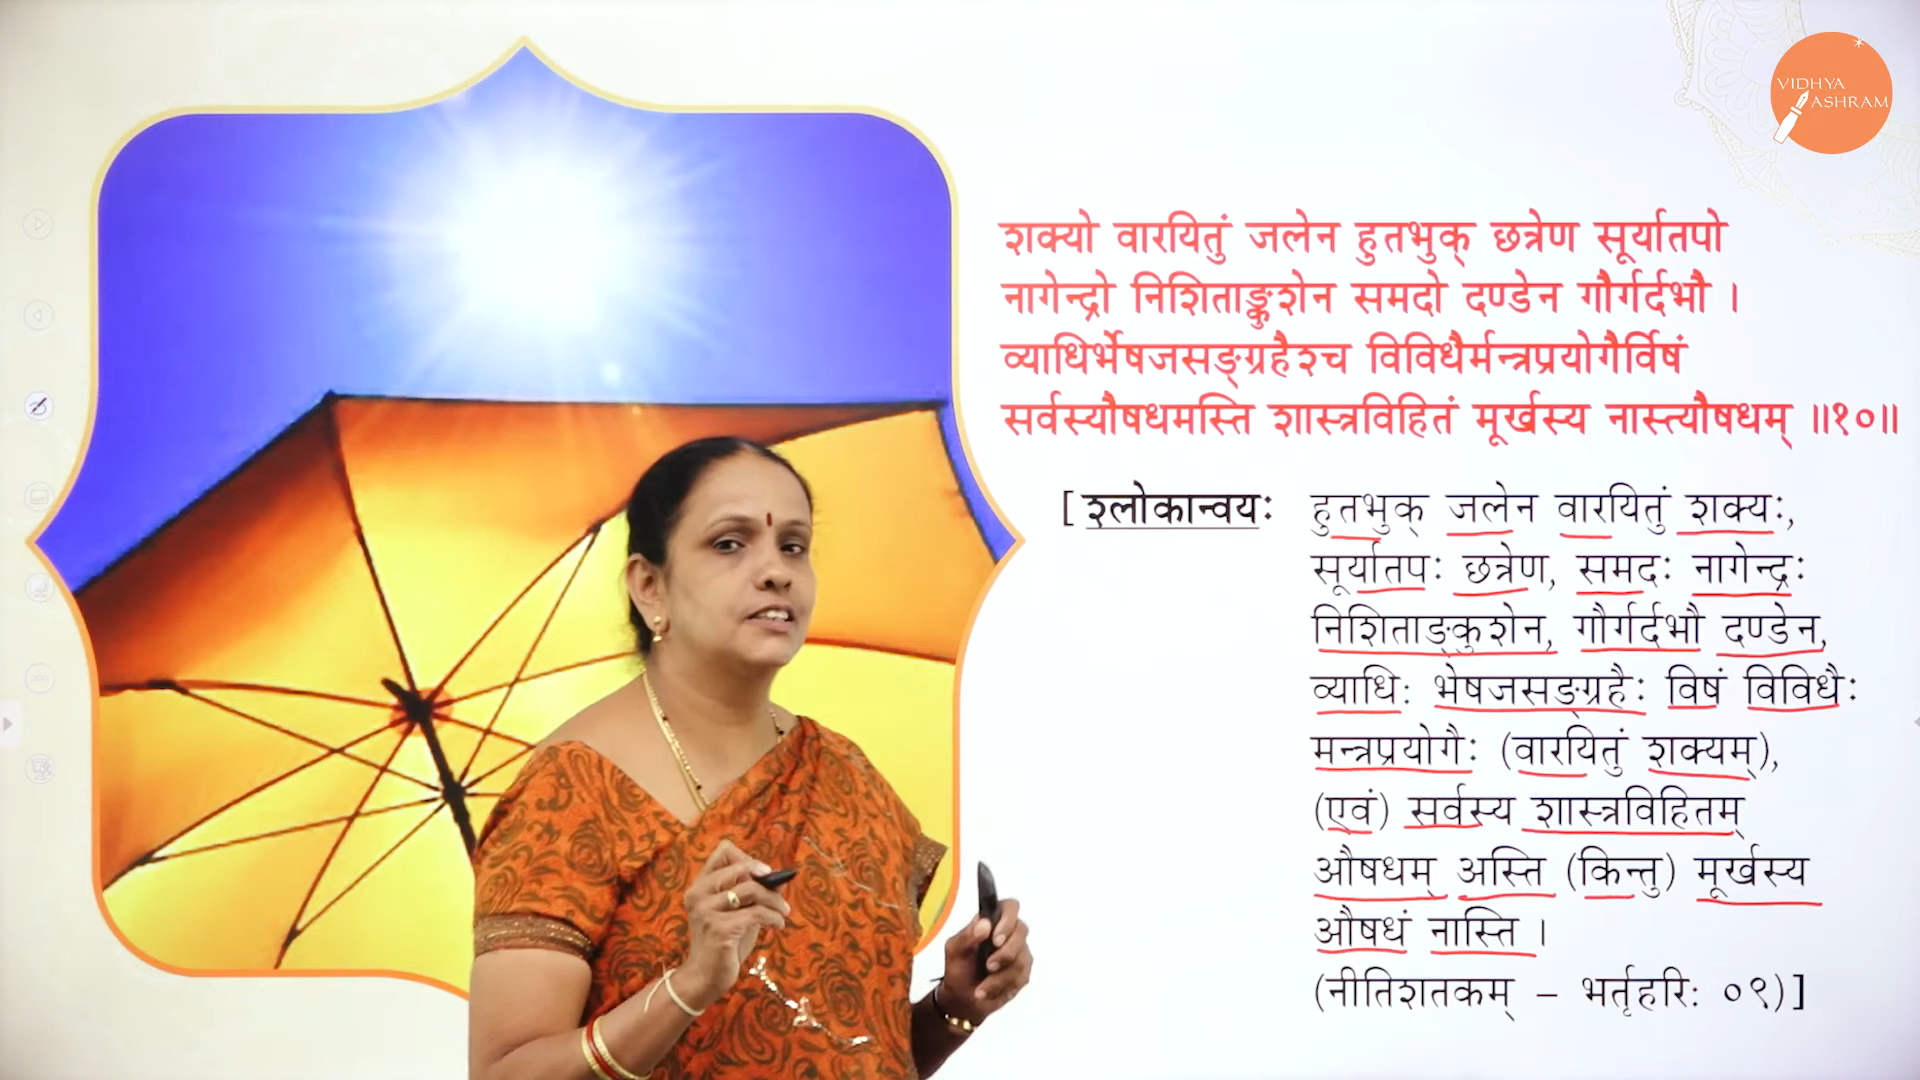 VIDHYA
ASHRAM
शक्यो वारयितुं जलेन हुतभुक् छत्रेण सूर्यातपो
नागेन्द्रो निशिताङ्कुशेन समदो दण्डेन गौर्गर्दभौ ।
व्याधिर्भेषजसङ्ग्रहैश्च विविधैर्मन्त्रप्रयोगैर्विषं
सर्वस्यौषधमस्ति शास्त्रविहितं मूर्खस्य नास्त्यौषधम् ॥१०॥
[ श्लोकान्वयः हुतभुक् जलेन वारयितुं शक्यः,
सूर्यातपः छत्रेण, समदः नागेन्द्रः
निशिताङ्कुशेन, गौर्गर्दभौ दण्डेन,
व्याधिः भेषजसङ्ग्रहैः विषं विविधैः
मन्त्रप्रयोगैः (वारयितुं शक्यम्),
(एवं) सर्वस्य शास्त्रविहितम्
औषधम् अस्ति (किन्तु) मूर्खस्य
औषधं नास्ति ।
(नीतिशतकम् – भर्तृहरिः ०९)]